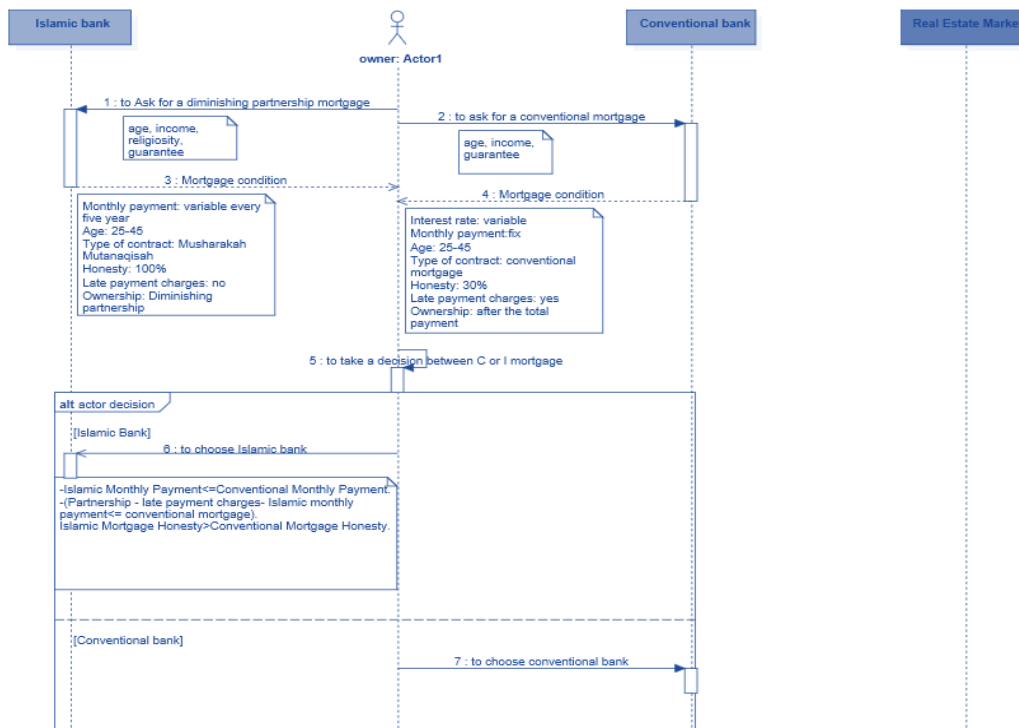 Islamic bank
Conventional bank
Real Estate Marke
owner: Actor1
1 : to Ask for a diminishing partnership mortgage
2 : to ask for a conventional mortgage
age, income,
religiosity,
guarantee
age, income,
guarantee
3 : Mortgage condition
4 : Mortgage condition
Monthly payment: variable every
five year
Age: 25-45
Type of contract: Musharakah
Mutanaqisah
Honesty: 100%
Late payment charges: no
Ownership: Diminishing
partnership
Interest rate: variable
Monthly payment:fix
Age: 25-45
Type of contract: conventional
mortgage
Honesty: 30%
Late payment charges: yes
Ownership: after the total
payment
5 : to take a decision between C or I mortgage
alt actor decision
[Islamic Bank]
6 : to choose Islamic bank
-Islamic Monthly Payment<=Conventional Monthly Payment.
-(Partnership - late payment charges- Islamic monthly
payment<= conventional mortgage).
Islamic Mortgage Honesty>Conventional Mortgage Honesty.
[Conventional bank]
7 : to choose conventional bank